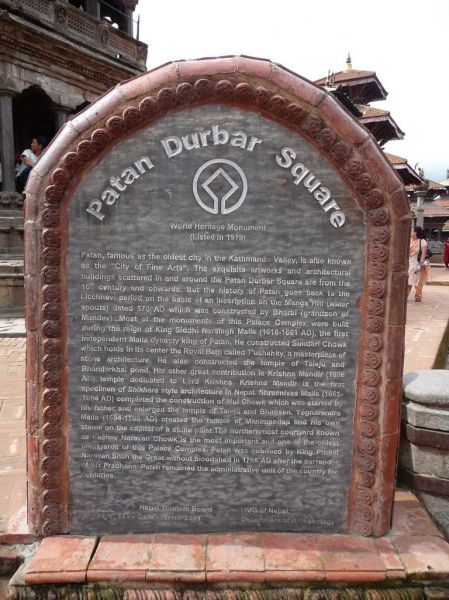 Patan Durbar Square
World Heritage Monument
(Listed in 1979)
Patan, famous as the oldest city in the Kathmandu Valley, is also known
as the "City of Fine Arts". The exquisite artworks and architectural
buildings scattered in and around the Patan Durbar Square are from the
16th century and onwards. But the history of Patan goes back to the
Lichhavi period on the basis of an inscription on the Manga Hiti (water
spouts) dated 570 AD which was constructed by Bharbi (grandson of
Mandev). Most of the monuments of this Palace Complex were built
during the reign of King Siddhi Narsingh Malla (1618-1661 AD), the first
independent Malla dynasty king of Patan. He constructed Sundari Chowk
which holds in its center the Royal Bath called Tushahity, a masterpiece of
stone architecture. He also constructed the temple of Taleju and
Bhandarkhal pond. His other great contribution is Krishna Mandir (1636
AD) temple dedicated to Lord Krishna. Krishna Mandir is the first
specimen of Shikhara style architecture in Nepal. Shreenivas Malla (1661-
1684 AD) completed the construction of Mul Chowk which was started by
his father and enlarged the temple of Taleju and Bhimsen. Yognarendra
Malla (1684-1705 AD) created the temple of Manimandap and his own
statue on the capital of a stone pillar. The northernmost courtyard known
as Keshav Narayan Chowk is the most important and one of the oldest
courtyards of this Palace Complex. Patan was subdued by King Prithvi
Narayan Shah the Great without bloodshed in 1768 AD after the surrender
of Six Pradhans. Patan remained the administrative unit of the country for
centuries.
Nepal Tourism Board
Date: 2001
HMG of Nepal,
Department of Archaeology